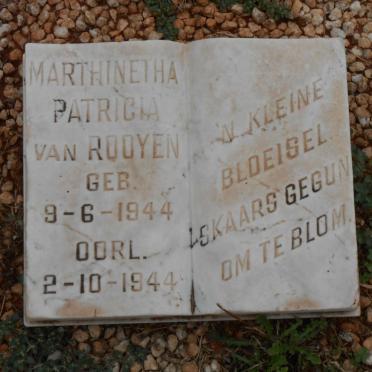 MARTHINETHA
PATRICIA
VAN ROOYEN
GEB.
9-6-1944
OORL.
2-10-1944
'N KLEINE
BLOEISEL
SKAARS GEGUN
OM TE BLOM.